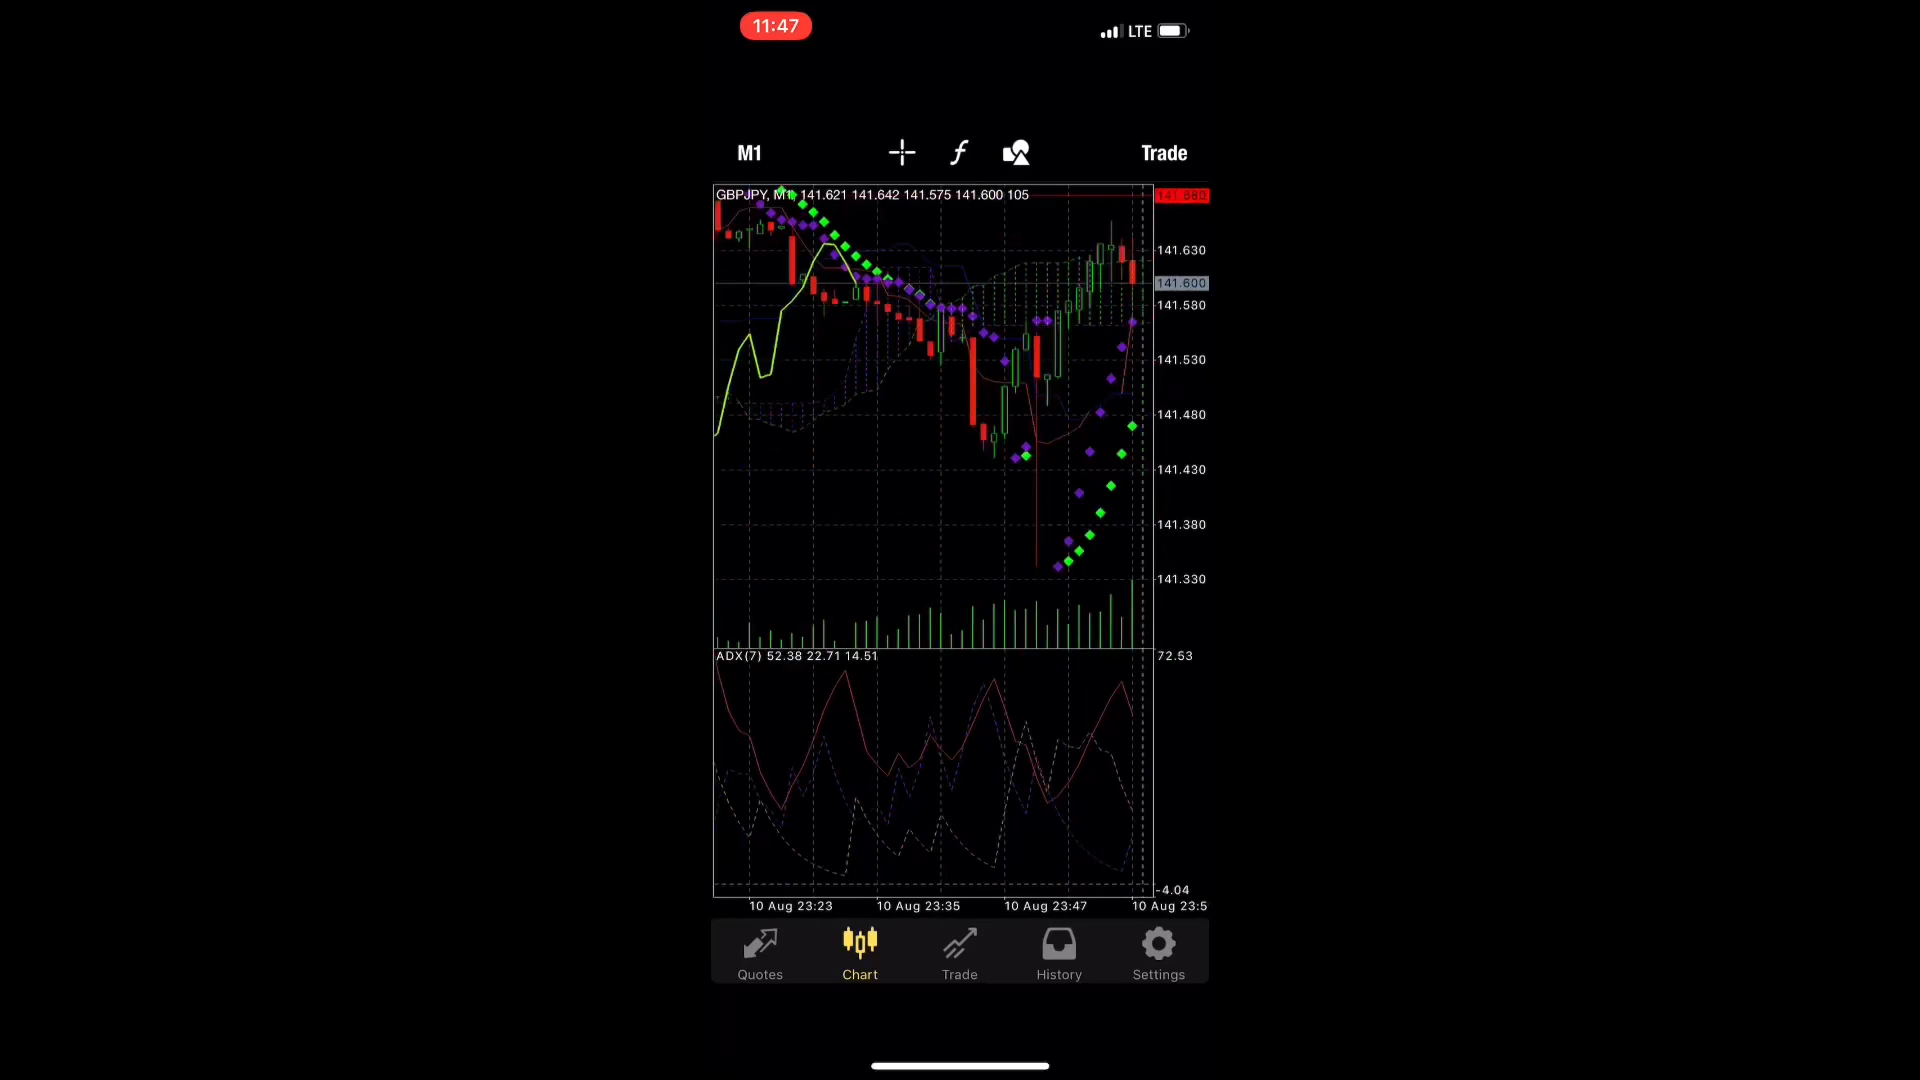 11:47
LTE
M1
Trade
GBPJPY, M1, 141.621 141.642 141.575 141.600 105
141.680
141.630
141.600
141.580
141.530
141.480
141.430
141.380
141.330
ADX(7) 52.38 22.71 14.51
72.53
-4.04
10 Aug 23:23
10 Aug 23:35
10 Aug 23:47
10 Aug 23:5
Quotes
Chart
Trade
History
Settings